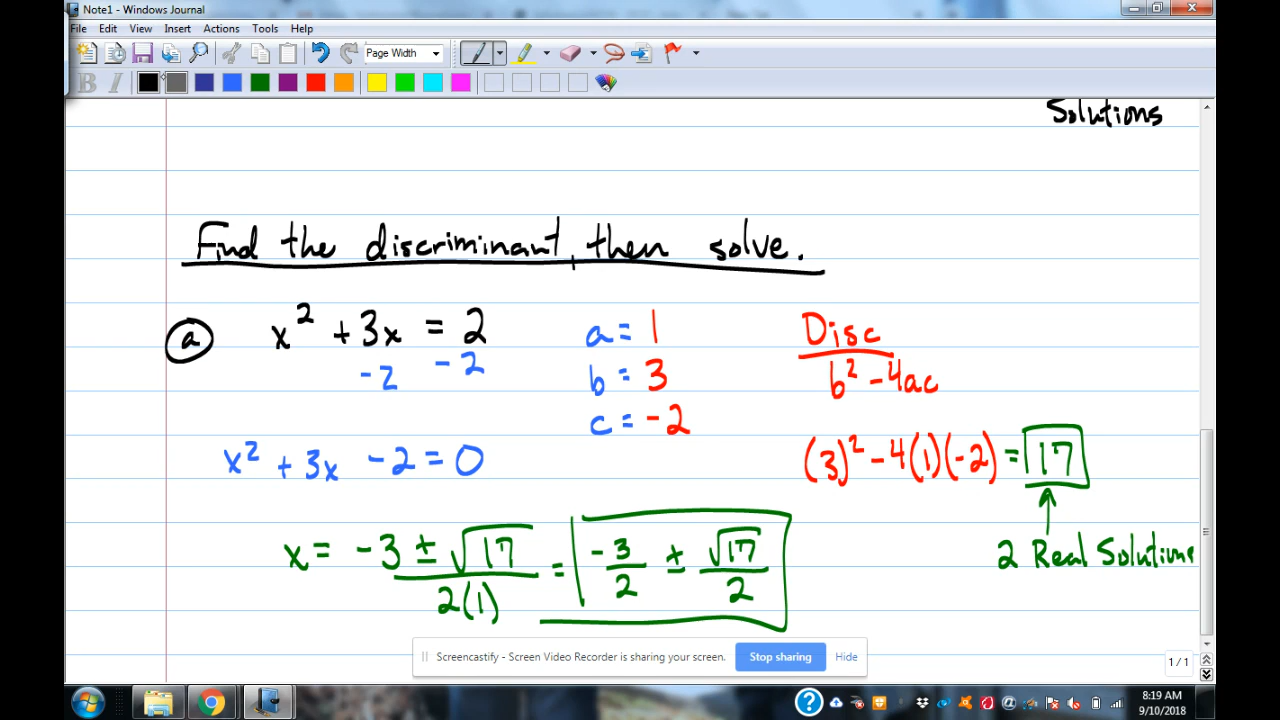 Note1 - Windows Journal
File Edit View Insert Actions Tools Help
Page Width
B I
Solutions
Find the discriminant, then solve.
a x² + 3x = 2
-2 -2
a = 1
b = 3
c = -2
Disc
b² - 4ac
x² + 3x - 2 = 0
(3)² - 4(1)(-2) = 17
2 Real Solutions
x = -3 ± √17 / 2(1) = -3/2 ± √17/2
Screencastify - Screen Video Recorder is sharing your screen. Stop sharing Hide
1 / 1
8:19 AM
9/10/2018